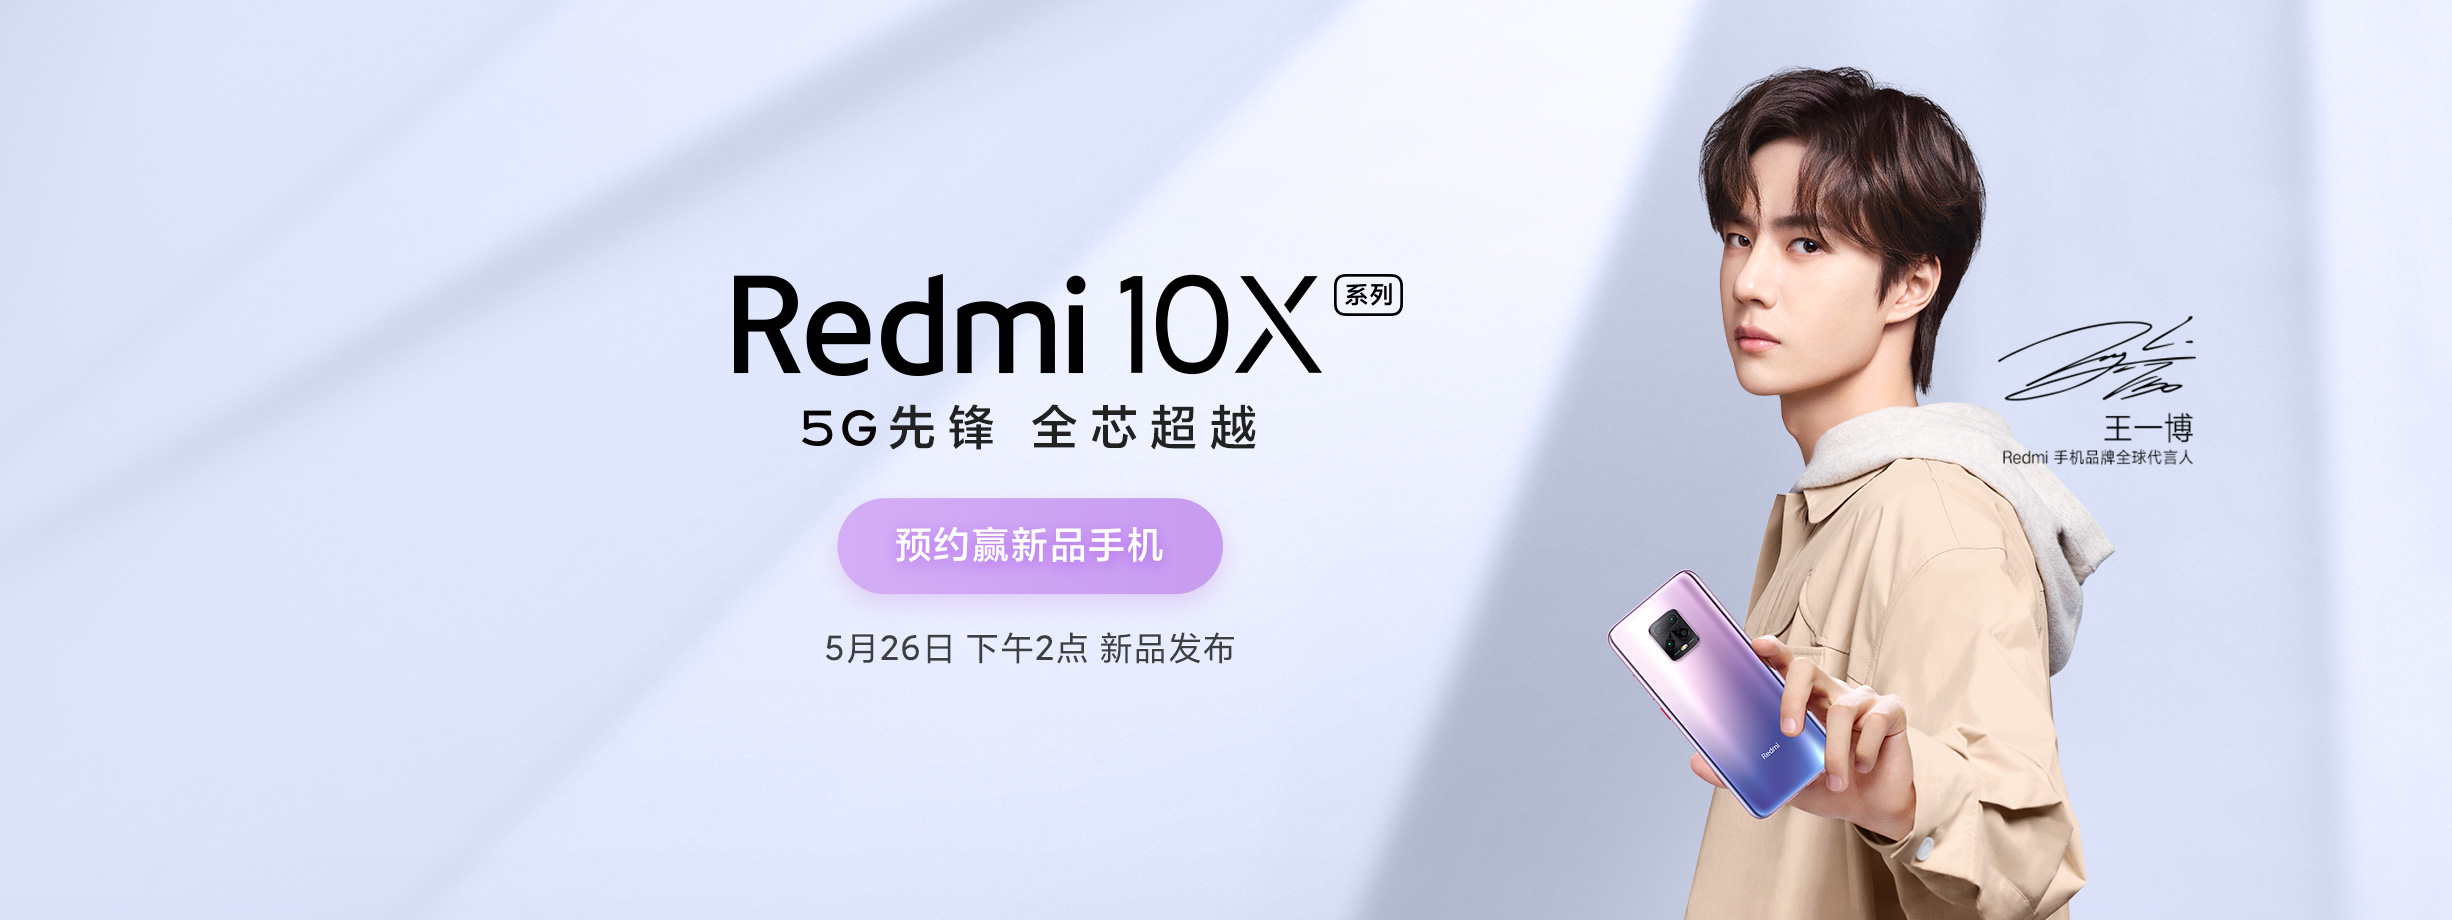 Redmi 10X 系列
5G先锋 全芯超越
预约赢新品手机
5月26日 下午2点 新品发布
王一博
Redmi 手机品牌全球代言人
Redmi